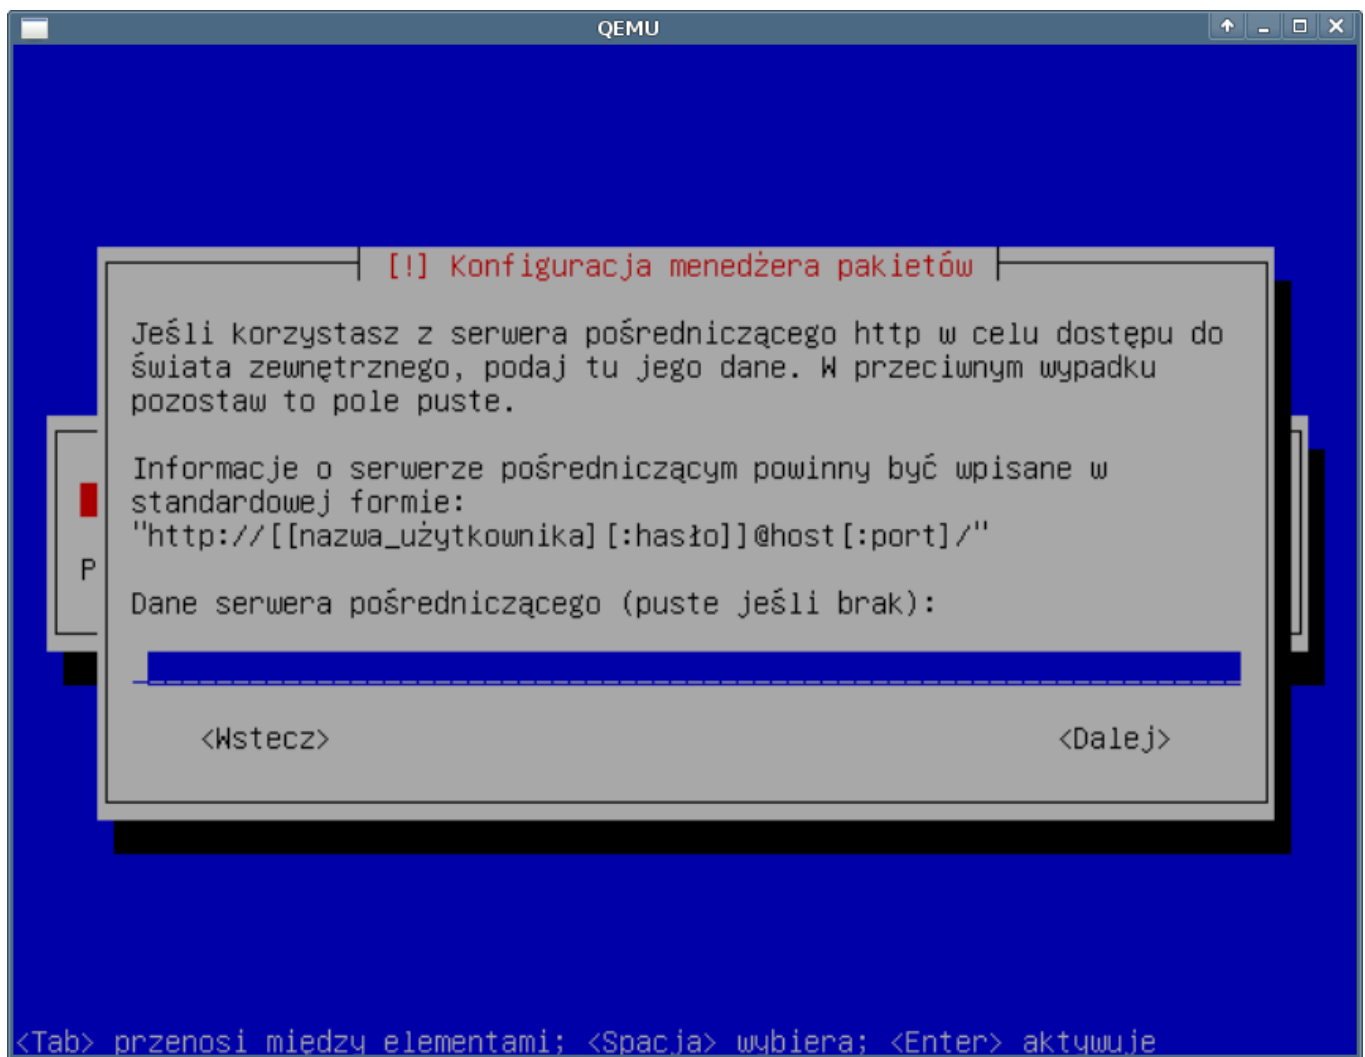 QEMU
[!] Konfiguracja menedżera pakietów
Jeśli korzystasz z serwera pośredniczącego http w celu dostępu do
świata zewnętrznego, podaj tu jego dane. W przeciwnym wypadku
pozostaw to pole puste.
Informacje o serwerze pośredniczącym powinny być wpisane w
standardowej formie:
"http://[[nazwa_użytkownika][:hasło]]@host[:port]/"
P
Dane serwera pośredniczącego (puste jeśli brak):
<Wstecz> <Dalej>
<Tab> przenosi między elementami; <Spacja> wybiera; <Enter> aktywuje